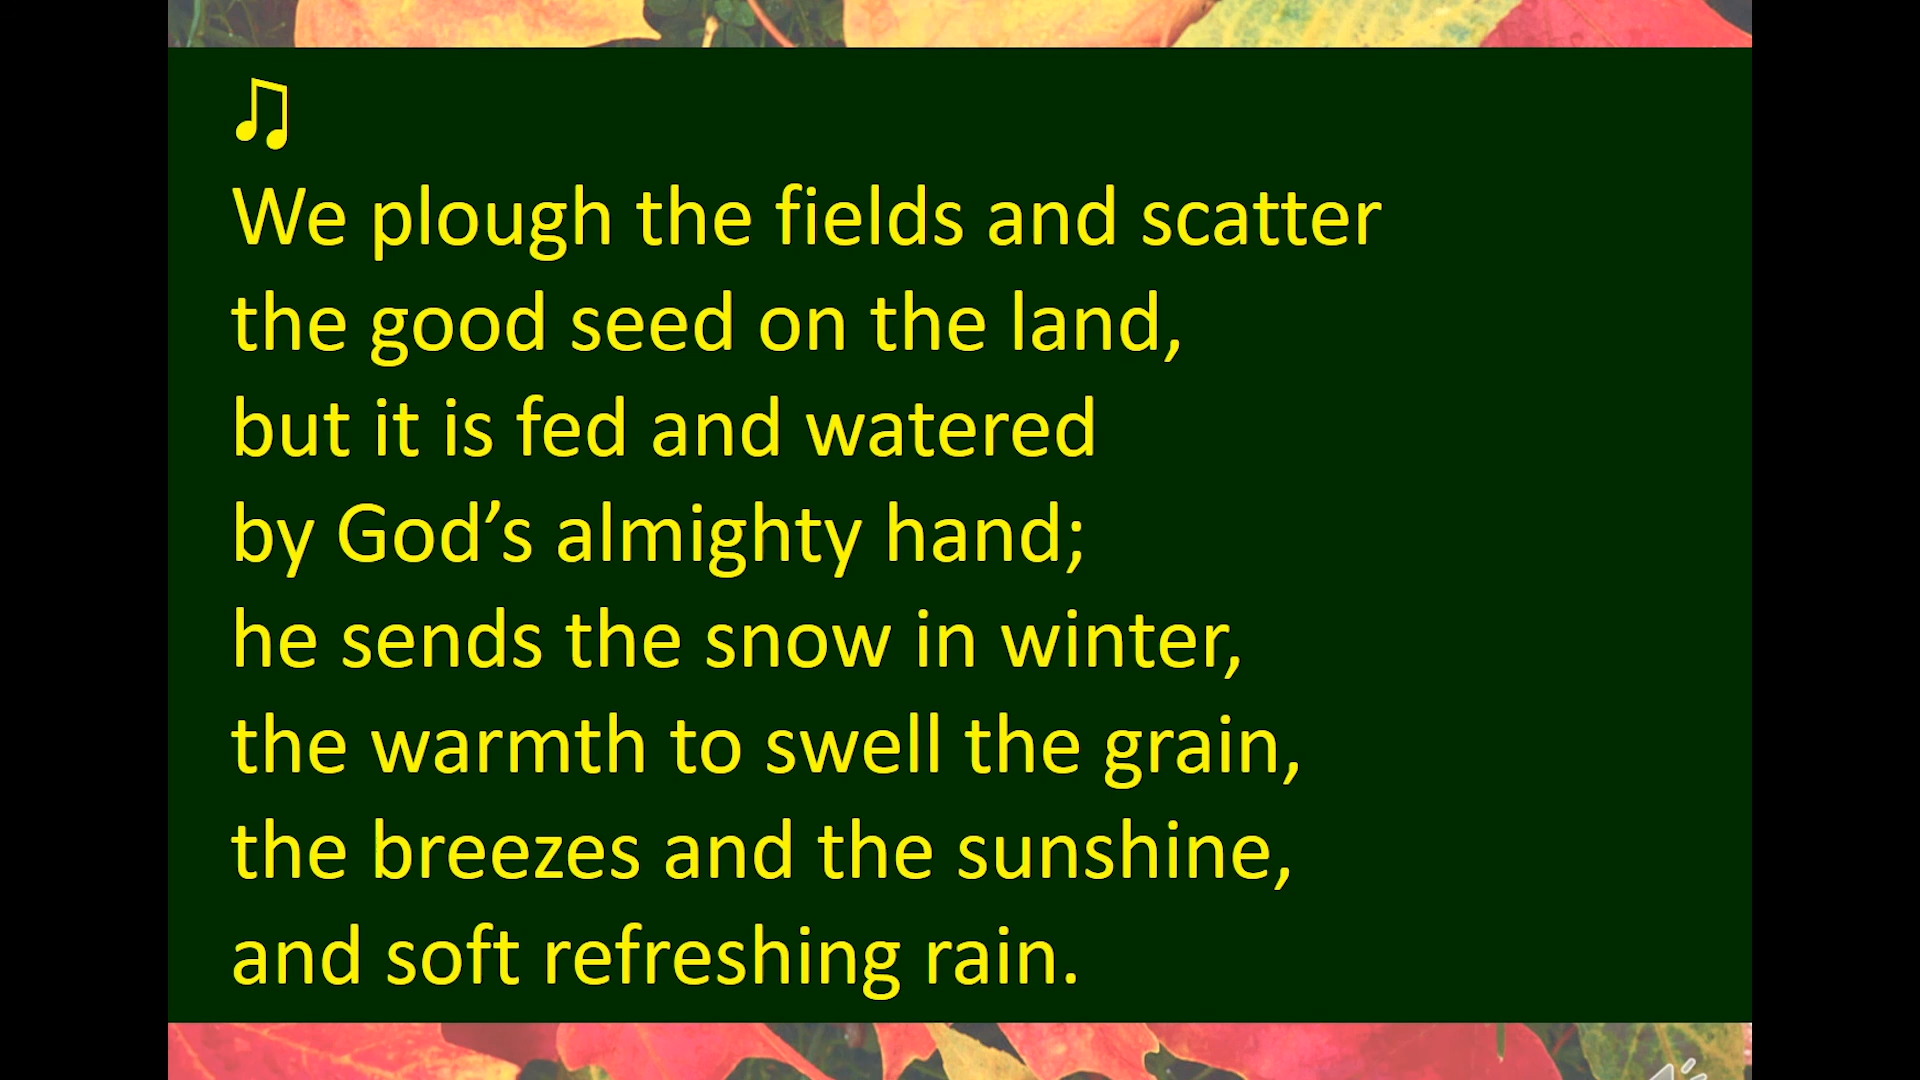 ♫
We plough the fields and scatter
the good seed on the land,
but it is fed and watered
by God’s almighty hand;
he sends the snow in winter,
the warmth to swell the grain,
the breezes and the sunshine,
and soft refreshing rain.